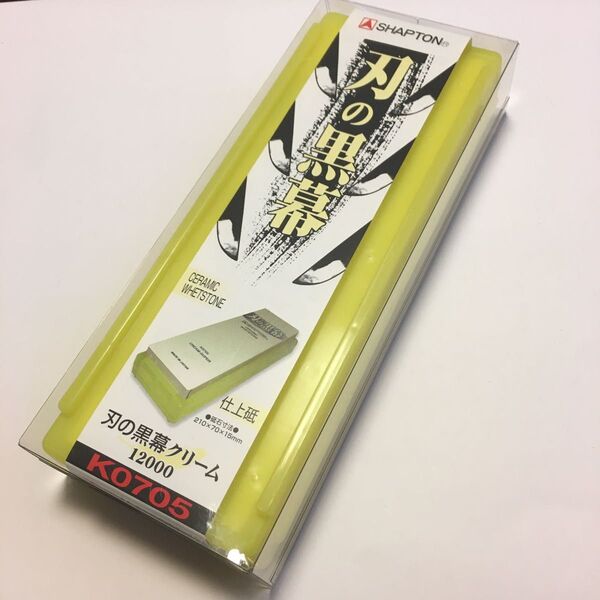 SHAPTON®
刃の黒幕
CERAMIC
WHETSTONE
仕上砥
●砥石寸法●
210×70×15mm
刃の黒幕クリーム
12000
K0705